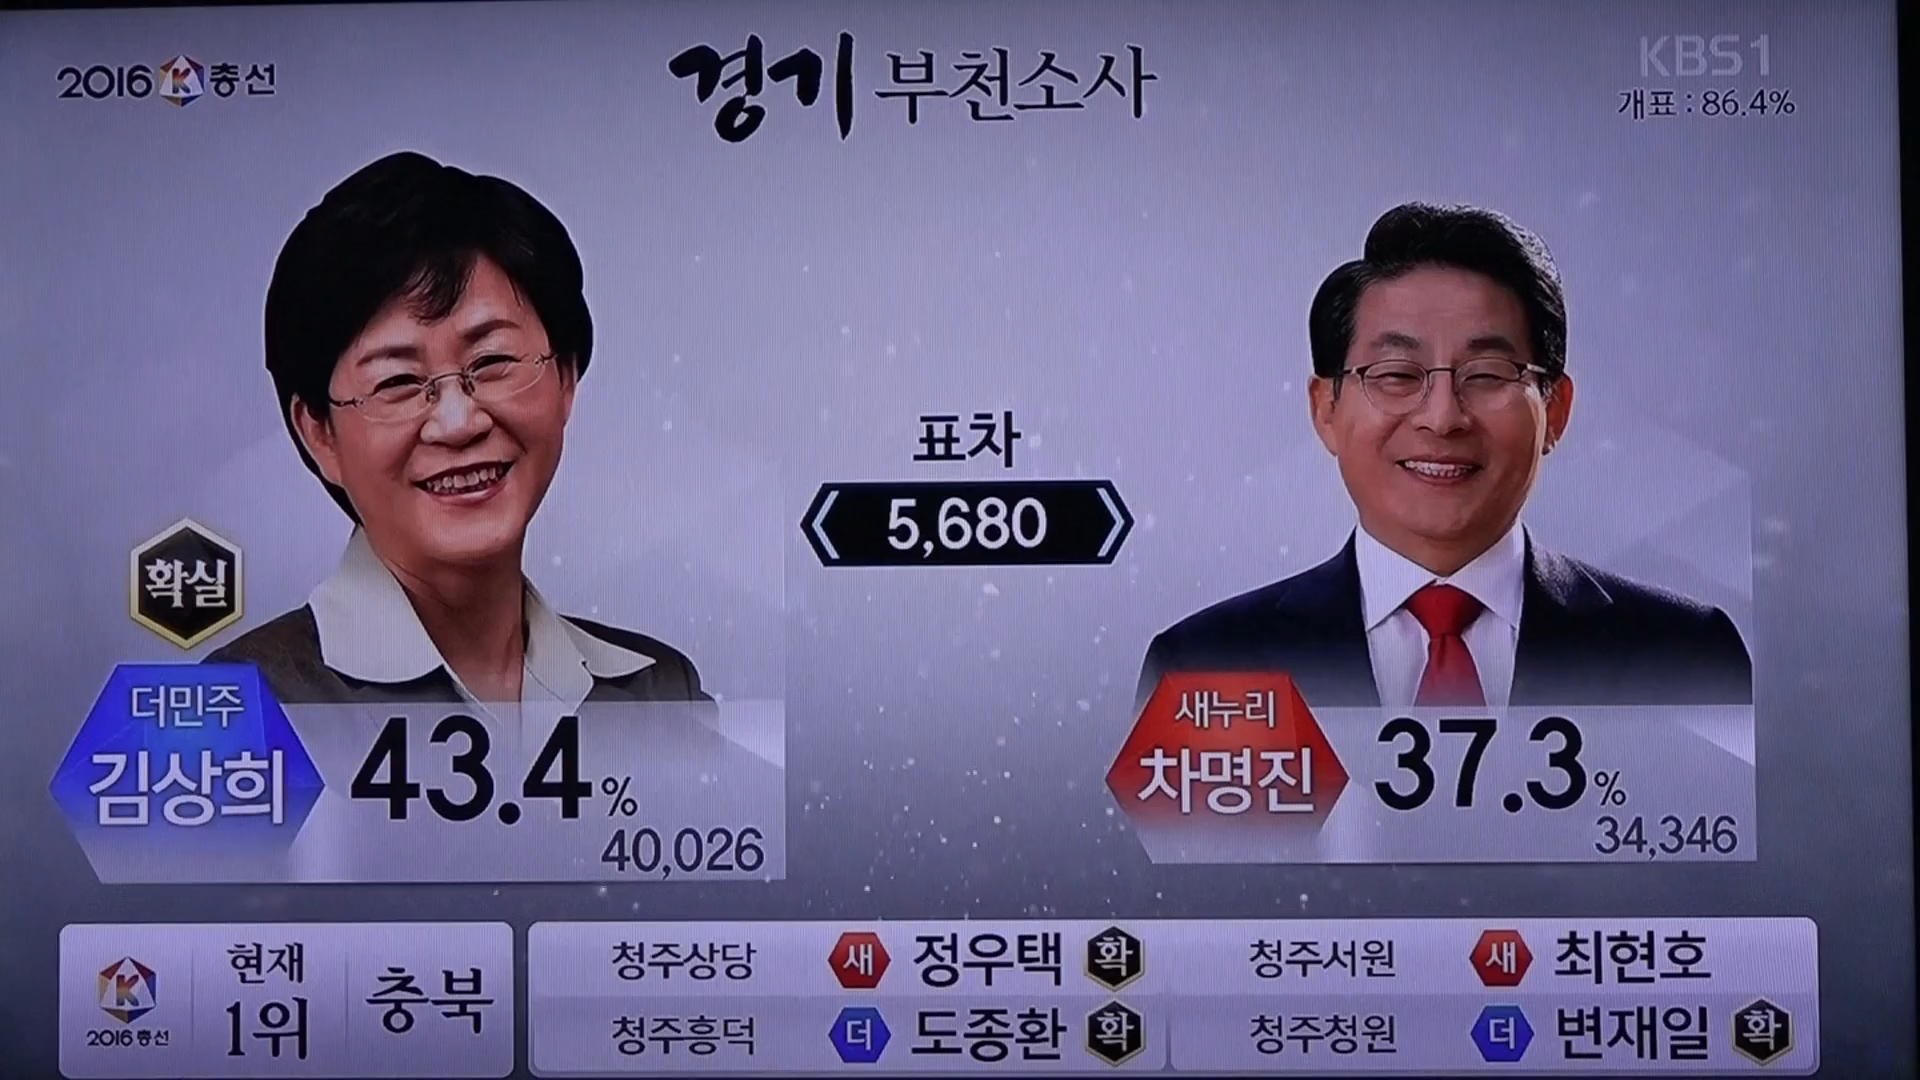 2016 K 총선
경기 부천소사
KBS1
개표 : 86.4%
표차
5,680
확실
더민주
김상희
43.4%
40,026
새누리
차명진
37.3%
34,346
K
2016 총선
현재
1위
충북
청주상당 새 정우택 확
청주서원 새 최현호
청주흥덕 더 도종환 확
청주청원 더 변재일 확